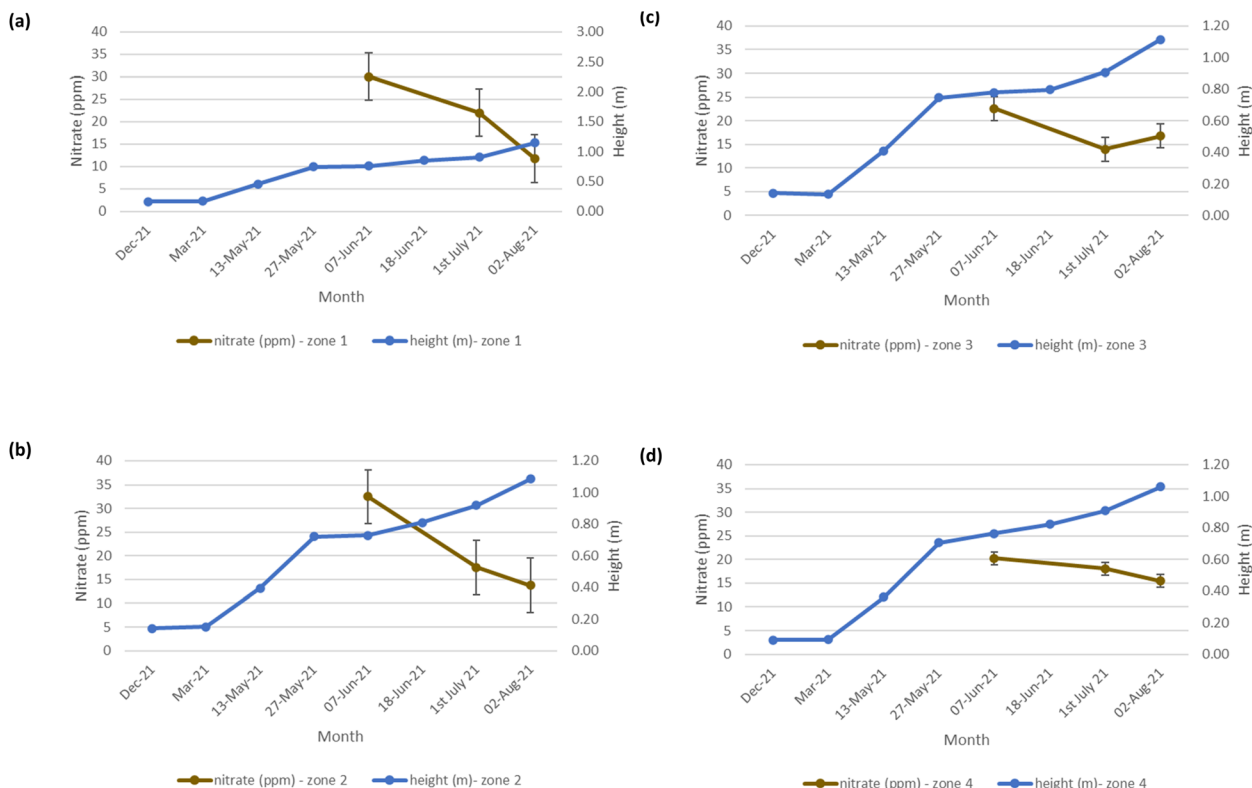 (a)
40
35
30
25
20
15
10
5
0
Nitrate (ppm)
3.00
2.50
2.00
1.50
1.00
0.50
0.00
Height (m)
Dec-21
Mar-21
13-May-21
27-May-21
07-Jun-21
18-Jun-21
1st July 21
02-Aug-21
Month
nitrate (ppm) - zone 1 height (m)- zone 1
(c)
40
35
30
25
20
15
10
5
0
Nitrate (ppm)
1.20
1.00
0.80
0.60
0.40
0.20
0.00
Height (m)
Dec-21
Mar-21
13-May-21
27-May-21
07-Jun-21
18-Jun-21
1st July 21
02-Aug-21
Month
nitrate (ppm) - zone 3 height (m)- zone 3
(b)
40
35
30
25
20
15
10
5
0
Nitrate (ppm)
1.20
1.00
0.80
0.60
0.40
0.20
0.00
Height (m)
Dec-21
Mar-21
13-May-21
27-May-21
07-Jun-21
18-Jun-21
1st July 21
02-Aug-21
Month
nitrate (ppm) - zone 2 height (m)- zone 2
(d)
40
35
30
25
20
15
10
5
0
Nitrate (ppm)
1.20
1.00
0.80
0.60
0.40
0.20
0.00
Height (m)
Dec-21
Mar-21
13-May-21
27-May-21
07-Jun-21
18-Jun-21
1st July 21
02-Aug-21
Month
nitrate (ppm) - zone 4 height (m)- zone 4